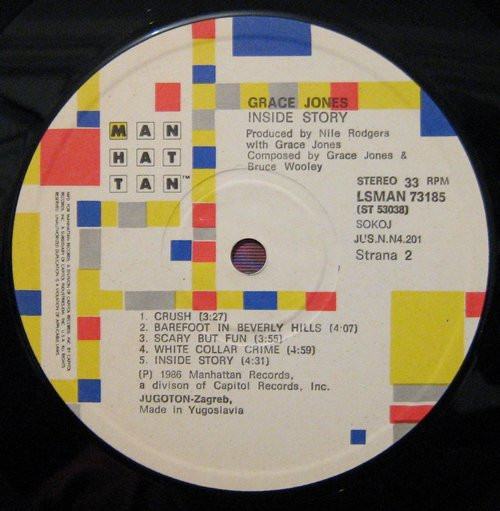 GRACE JONES
INSIDE STORY
Produced by Nile Rodgers
with Grace Jones
Composed by Grace Jones &
Bruce Wooley
MAN
HAT
TAN™
STEREO 33 RPM
LSMAN 73185
(ST 53038)
SOKOJ
JU'S.N.N4.201
Strana 2
1. CRUSH (3:27)
2. BAREFOOT IN BEVERLY HILLS (4:07)
3. SCARY BUT FUN (3:55)
4. WHITE COLLAR CRIME (4:59)
5. INSIDE STORY (4:31)
(P) 1986 Manhattan Records,
a divison of Capitol Records, Inc.
JUGOTON-Zagreb,
Made in Yugoslavia